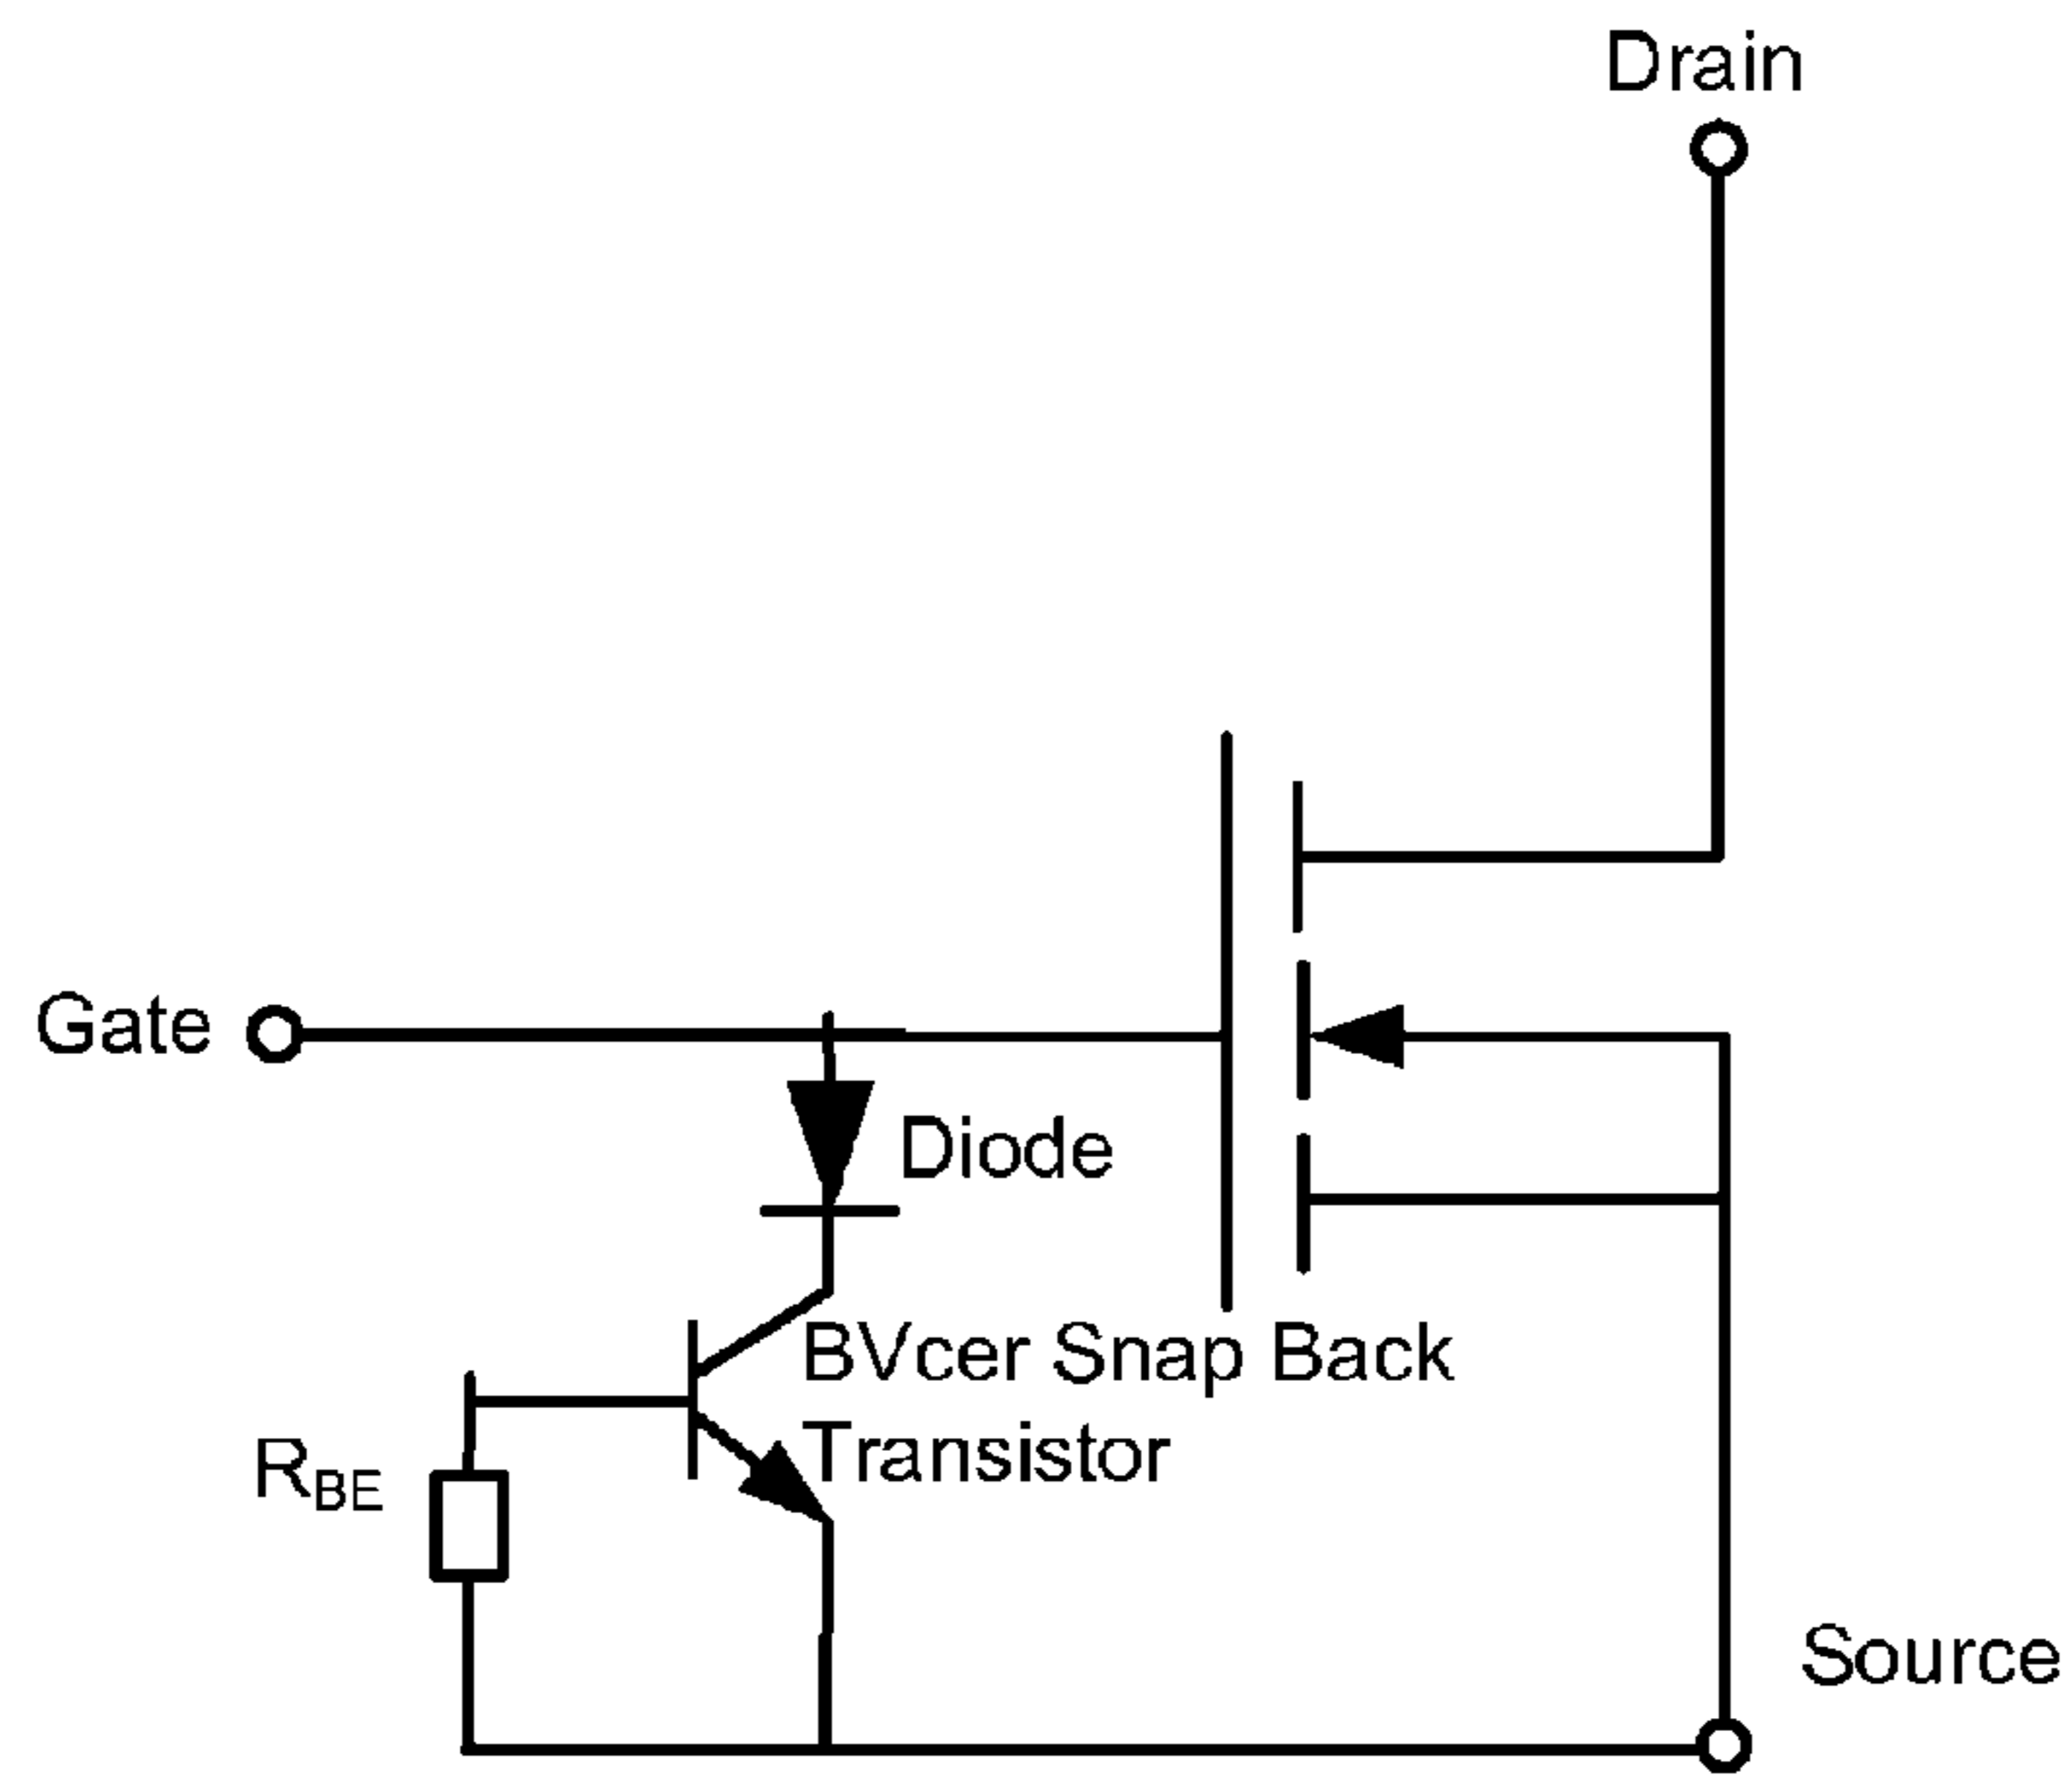 Drain
Gate
Diode
BVcer Snap Back
Transistor
RBE
Source